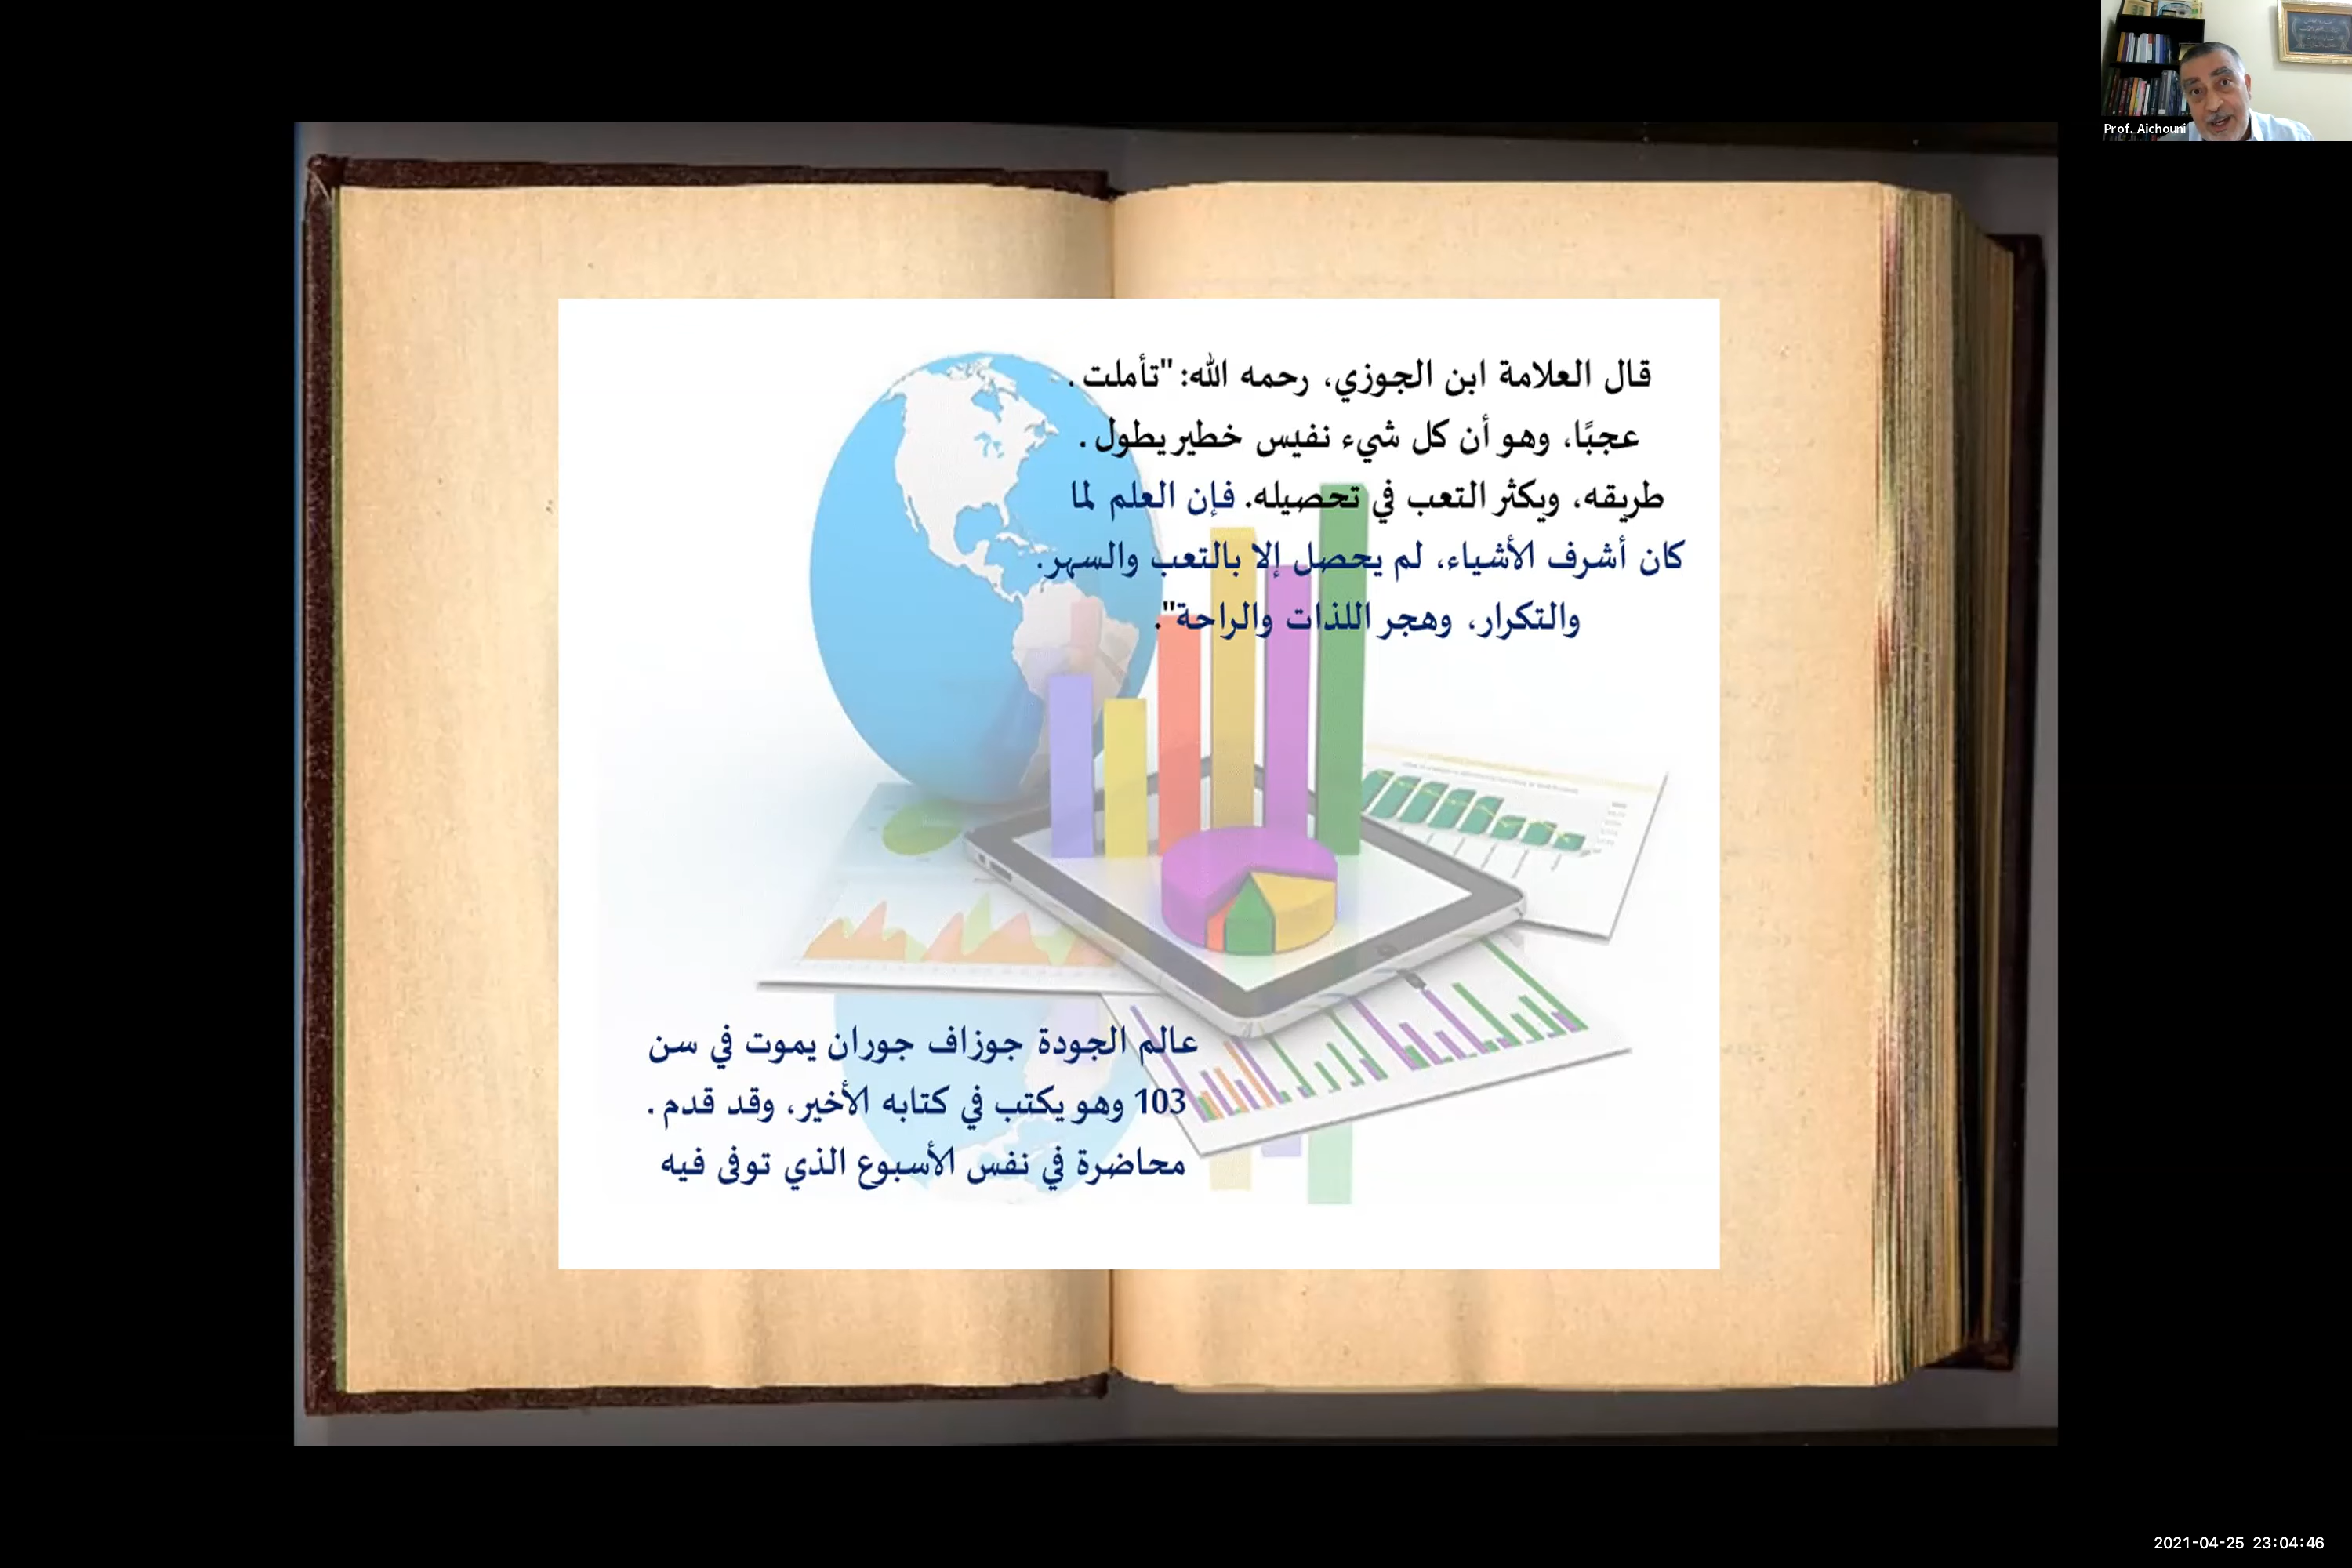 Prof. Aichouni
قال العلامة ابن الجوزي، رحمه الله: "تأملت .
عجبًا، وهو أن كل شيء نفيس خطير يطول .
طريقه، ويكثر التعب في تحصيله. فإن العلم لما
كان أشرف الأشياء، لم يحصل إلا بالتعب والسهر.
والتكرار، وهجر اللذات والراحة".
عالم الجودة جوزاف جوران يموت في سن
103 وهو يكتب في كتابه الأخير، وقد قدم .
محاضرة في نفس الأسبوع الذي توفى فيه
2021-04-25 23:04:46